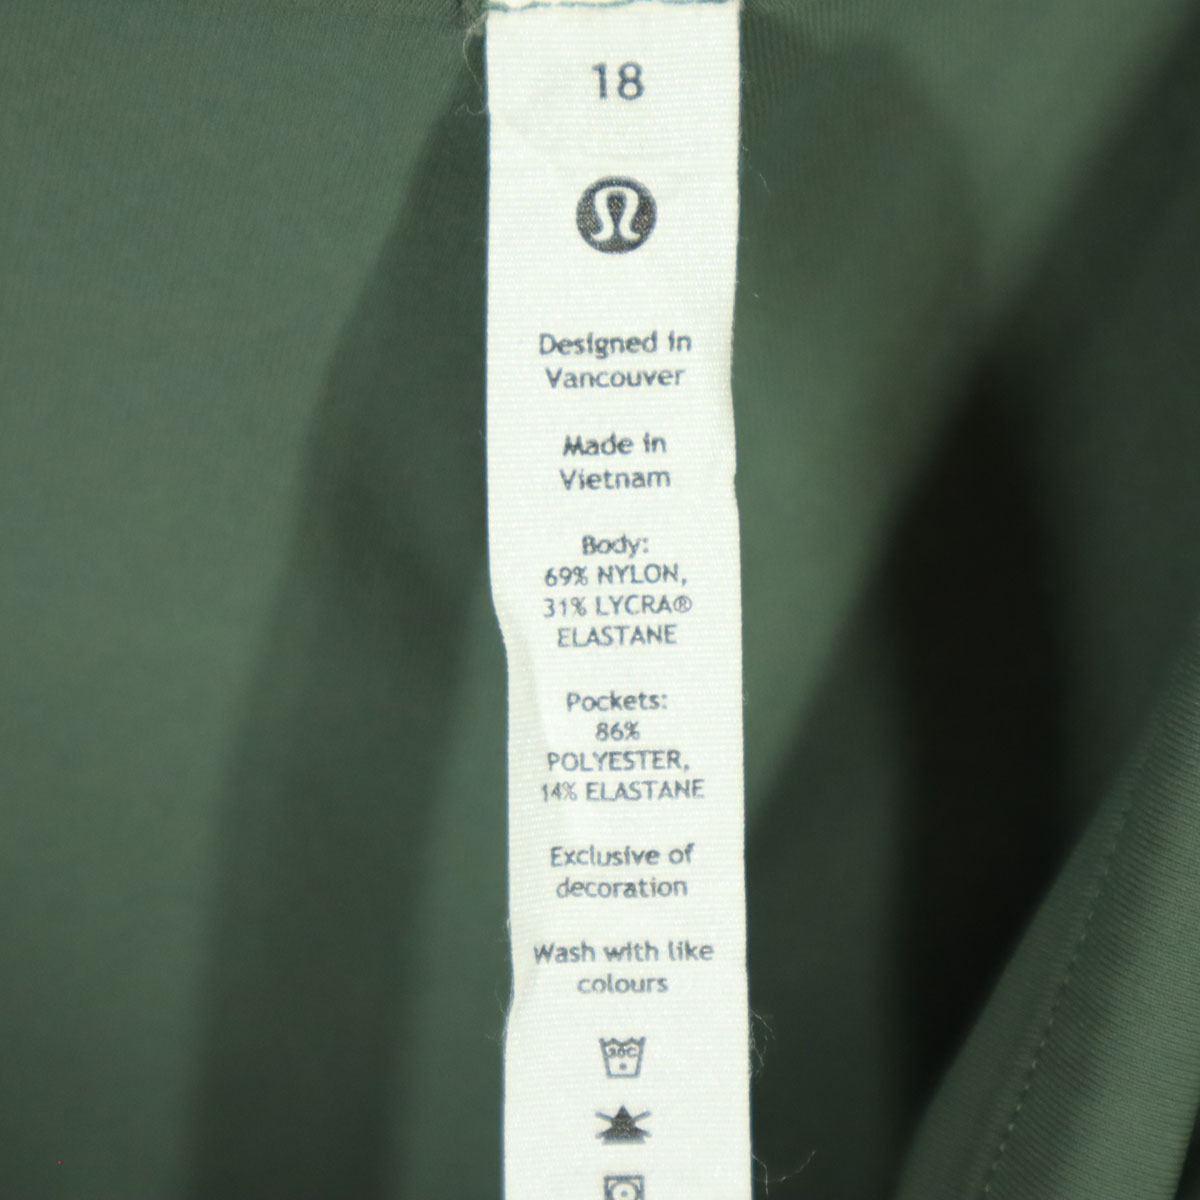 18
Designed in
Vancouver
Made in
Vietnam
Body:
69% NYLON,
31% LYCRA®
ELASTANE
Pockets:
86%
POLYESTER,
14% ELASTANE
Exclusive of
decoration
Wash with like
colours
30C